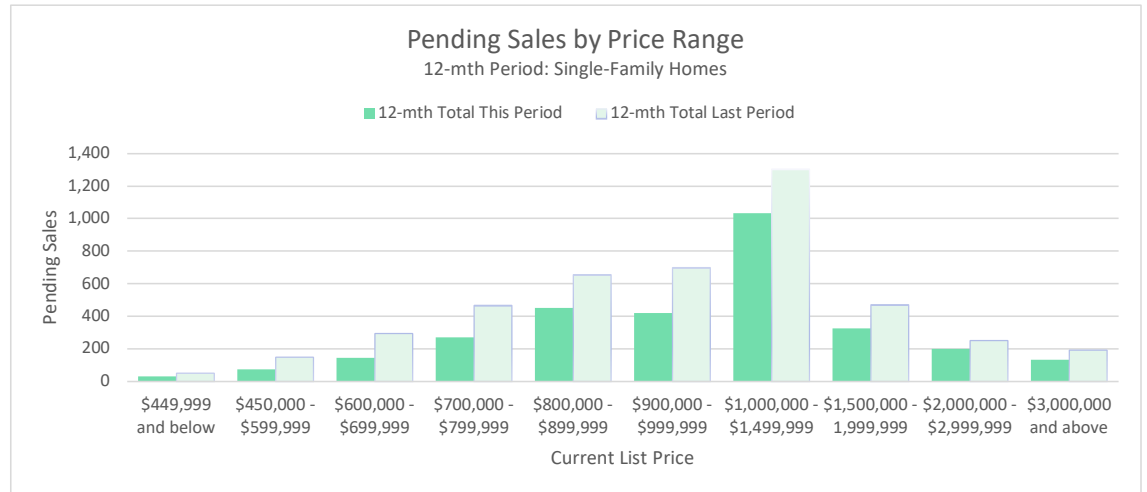 Pending Sales by Price Range
12-mth Period: Single-Family Homes
12-mth Total This Period 12-mth Total Last Period
1,400
1,200
1,000
800
600
400
200
0
Pending Sales
$449,999 $450,000 - $600,000 - $700,000 - $800,000 - $900,000 - $1,000,000 - $1,500,000 - $2,000,000 - $3,000,000
and below $599,999 $699,999 $799,999 $899,999 $999,999 $1,499,999 1,999,999 $2,999,999 and above
Current List Price